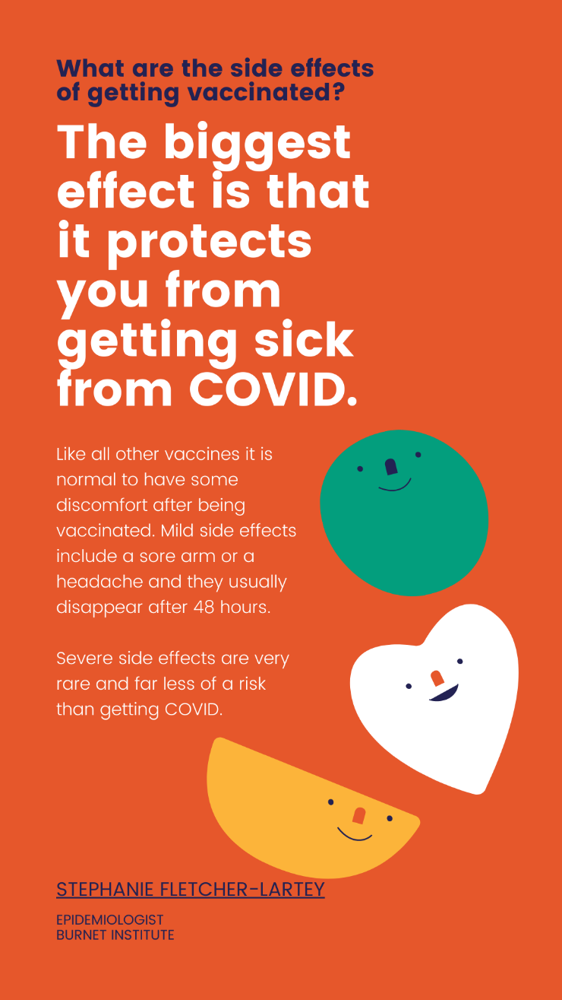 What are the side effects
of getting vaccinated?
The biggest
effect is that
it protects
you from
getting sick
from COVID.
Like all other vaccines it is
normal to have some
discomfort after being
vaccinated. Mild side effects
include a sore arm or a
headache and they usually
disappear after 48 hours.
Severe side effects are very
rare and far less of a risk
than getting COVID.
STEPHANIE FLETCHER-LARTEY
EPIDEMIOLOGIST
BURNET INSTITUTE